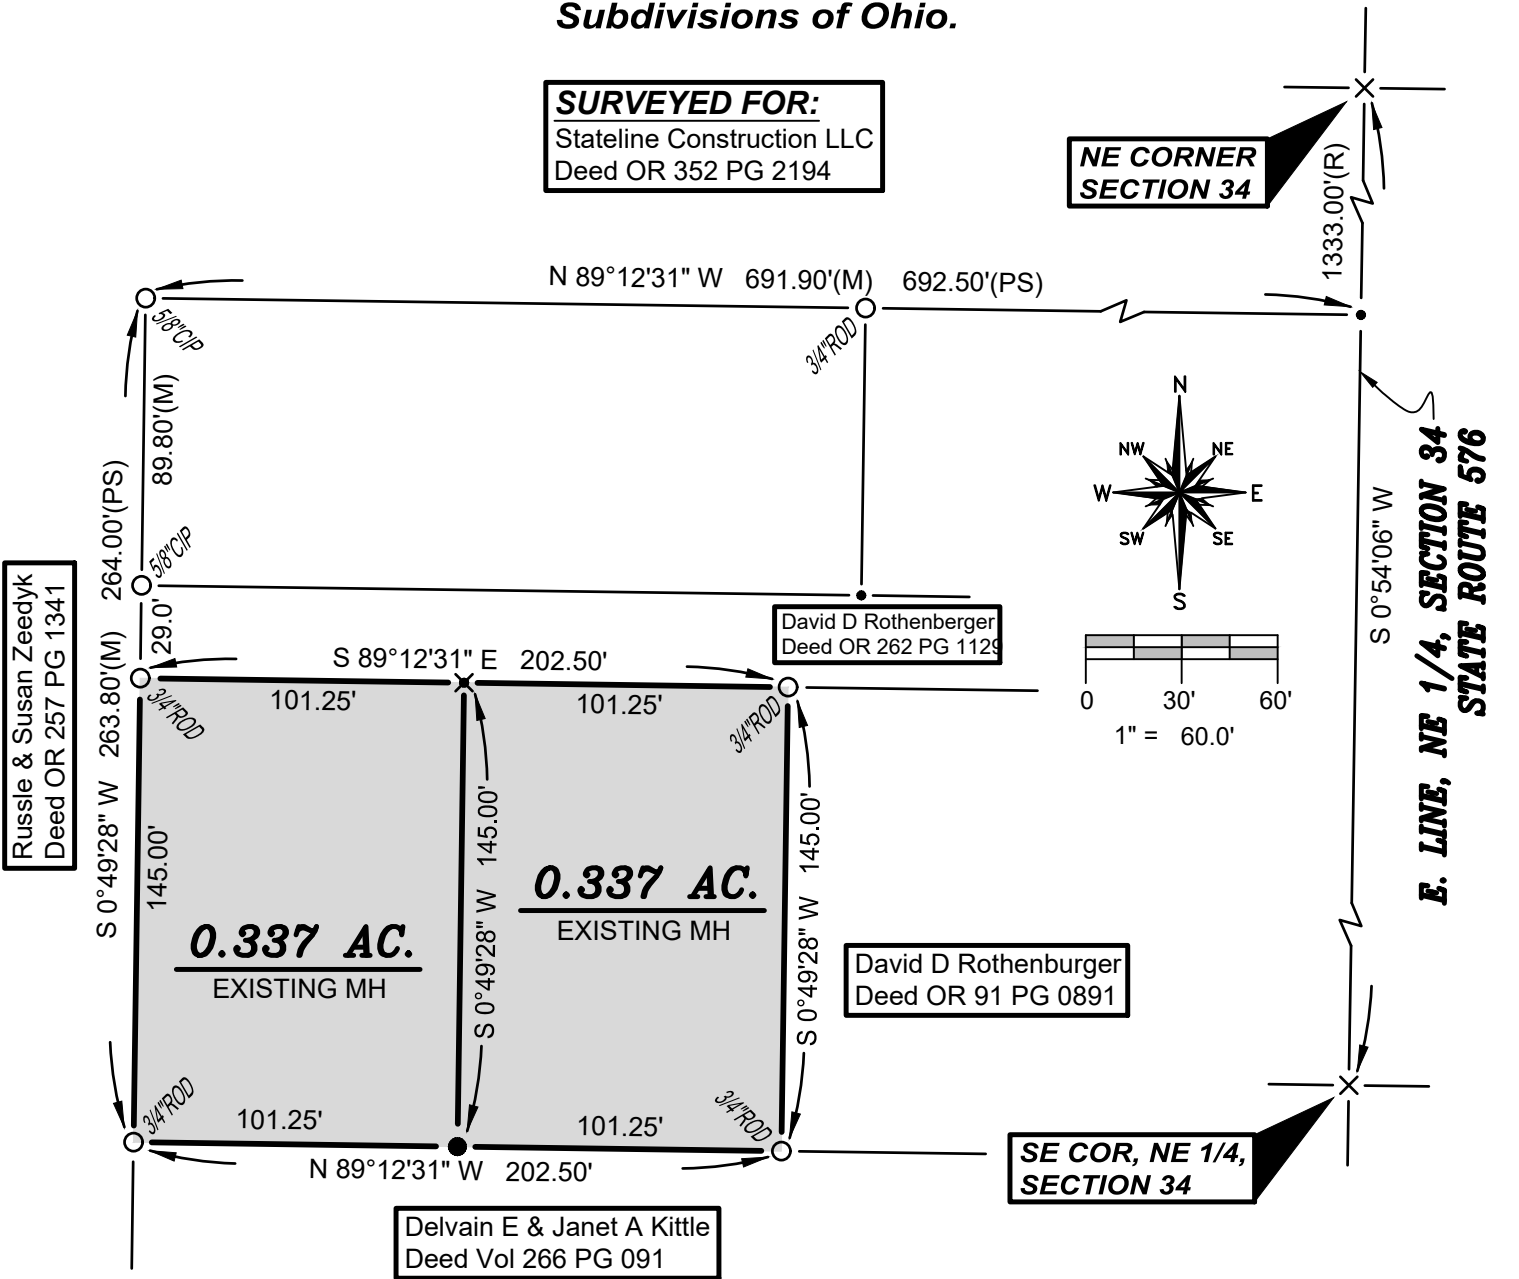 Subdivisions of Ohio.
SURVEYED FOR:
Stateline Construction LLC
Deed OR 352 PG 2194
NE CORNER
SECTION 34
1333.00'(R)
N 89°12'31" W 691.90'(M) 692.50'(PS)
5/8"CIP
3/4"ROD
89.80'(M)
264.00'(PS)
5/8"CIP
29.0'
N
NW
NE
W
E
SW
SE
S
S 0°54'06" W
E. LINE, NE 1/4, SECTION 34
STATE ROUTE 576
Russle & Susan Zeedyk
Deed OR 257 PG 1341
David D Rothenberger
Deed OR 262 PG 1129
0 30' 60'
1" = 60.0'
S 89°12'31" E 202.50'
101.25'
101.25'
3/4"ROD
3/4"ROD
S 0°49'28" W 263.80'(M)
145.00'
S 0°49'28" W 145.00'
S 0°49'28" W 145.00'
0.337 AC.
EXISTING MH
0.337 AC.
EXISTING MH
David D Rothenburger
Deed OR 91 PG 0891
3/4"ROD
3/4"ROD
101.25'
101.25'
N 89°12'31" W 202.50'
SE COR, NE 1/4,
SECTION 34
Delvain E & Janet A Kittle
Deed Vol 266 PG 091